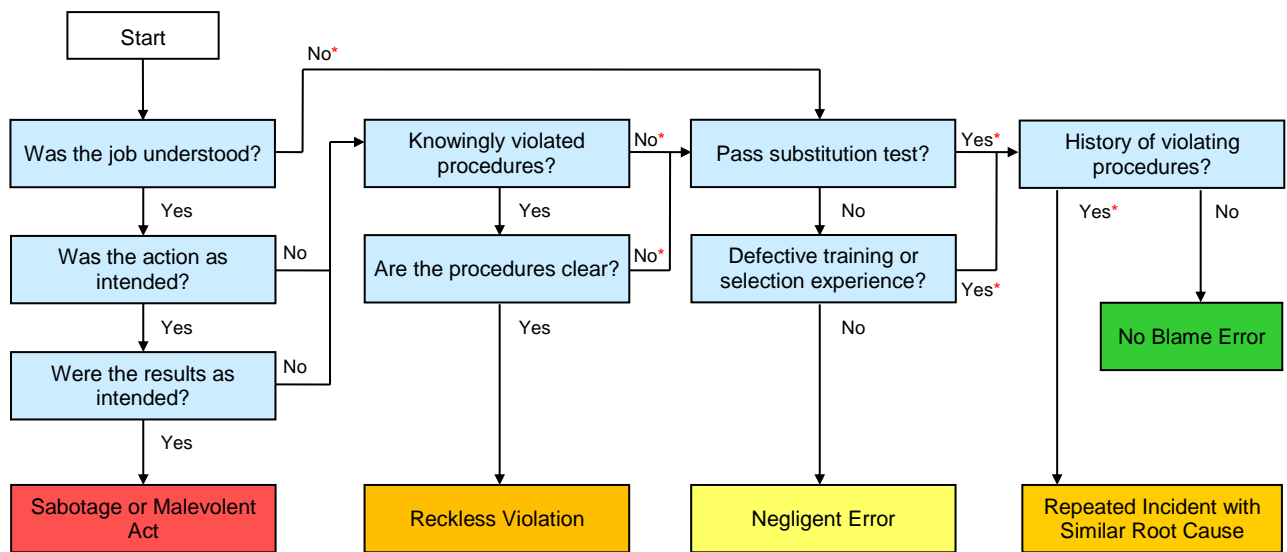 Start
No*
Was the job understood?
Knowingly violated
procedures?
No*
Pass substitution test?
Yes*
History of violating
procedures?
Yes
Yes
No
Yes*
No
Was the action as
intended?
No
Are the procedures clear?
No*
Defective training or
selection experience?
Yes*
Yes
Yes
No
No Blame Error
Were the results as
intended?
No
Yes
Sabotage or Malevolent
Act
Reckless Violation
Negligent Error
Repeated Incident with
Similar Root Cause